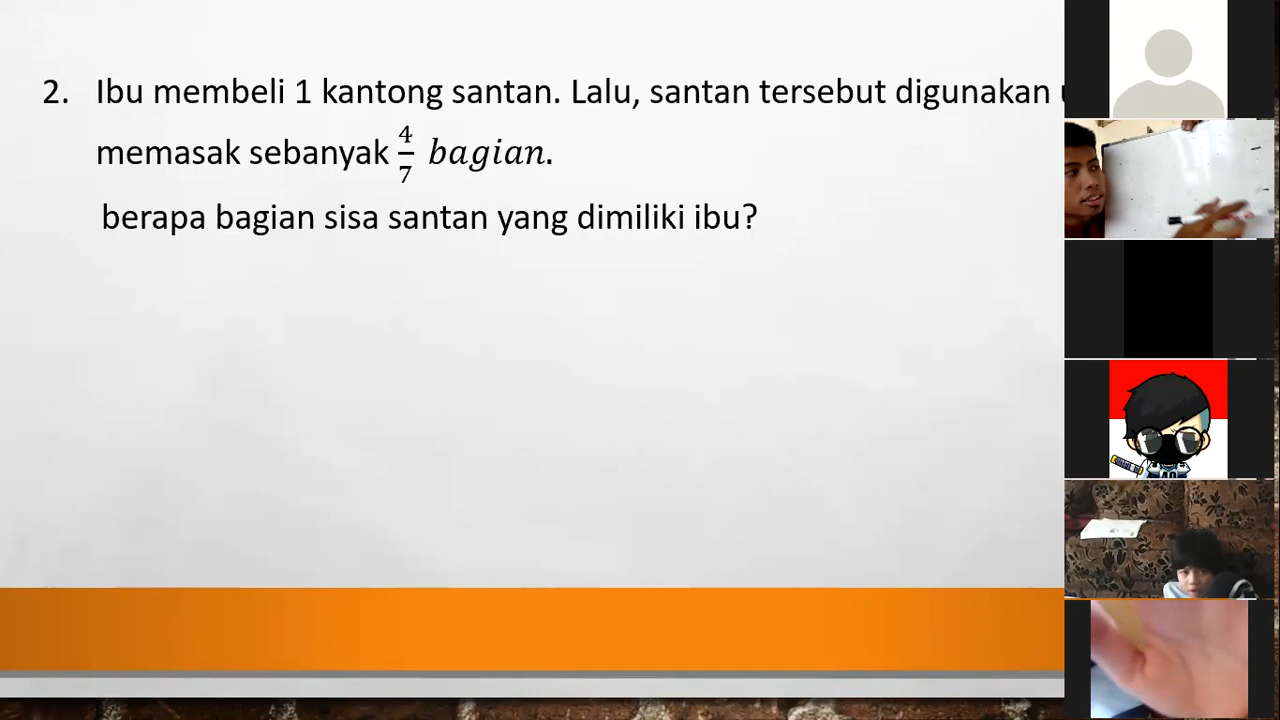 2. Ibu membeli 1 kantong santan. Lalu, santan tersebut digunakan
memasak sebanyak 4/7 bagian.
berapa bagian sisa santan yang dimiliki ibu?